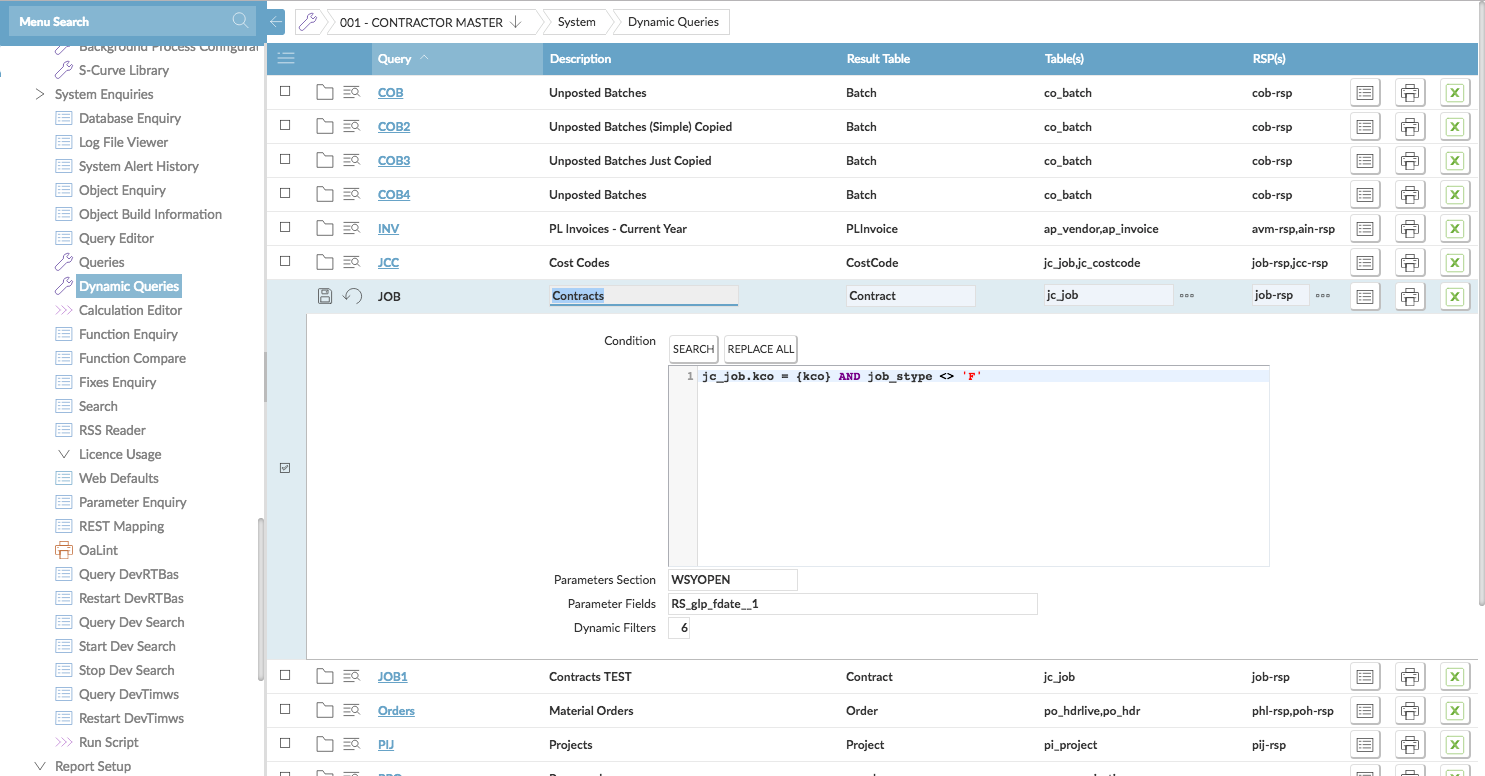 Menu Search
001 - CONTRACTOR MASTER
System
Dynamic Queries
Background Process Configurat
S-Curve Library
System Enquiries
Database Enquiry
Log File Viewer
System Alert History
Object Enquiry
Object Build Information
Query Editor
Queries
Dynamic Queries
Calculation Editor
Function Enquiry
Function Compare
Fixes Enquiry
Search
RSS Reader
Licence Usage
Web Defaults
Parameter Enquiry
REST Mapping
OaLint
Query DevRTBas
Restart DevRTBas
Query Dev Search
Start Dev Search
Stop Dev Search
Query DevTimws
Restart DevTimws
Run Script
Report Setup
Query Description Result Table Table(s) RSP(s)
COB Unposted Batches Batch co_batch cob-rsp
COB2 Unposted Batches (Simple) Copied Batch co_batch cob-rsp
COB3 Unposted Batches Just Copied Batch co_batch cob-rsp
COB4 Unposted Batches Batch co_batch cob-rsp
INV PL Invoices - Current Year PLInvoice ap_vendor,ap_invoice avm-rsp,ain-rsp
JCC Cost Codes CostCode jc_job,jc_costcode job-rsp,jcc-rsp
JOB Contracts Contract jc_job job-rsp
Condition SEARCH REPLACE ALL
1 jc_job.kco = {kco} AND job_stype <> 'F'
Parameters Section WSYOPEN
Parameter Fields RS_glp_fdate__1
Dynamic Filters 6
JOB1 Contracts TEST Contract jc_job job-rsp
Orders Material Orders Order po_hdrlive,po_hdr phl-rsp,poh-rsp
PIJ Projects Project pi_project pij-rsp